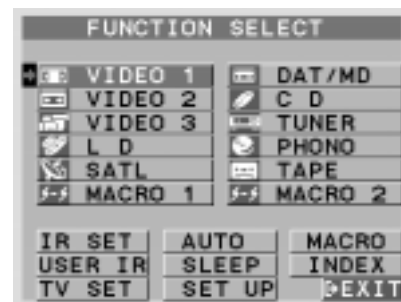 FUNCTION SELECT
VIDEO 1 DAT/MD
VIDEO 2 C D
VIDEO 3 TUNER
L D PHONO
SATL TAPE
MACRO 1 MACRO 2
IR SET AUTO MACRO
USER IR SLEEP INDEX
TV SET SET UP EXIT